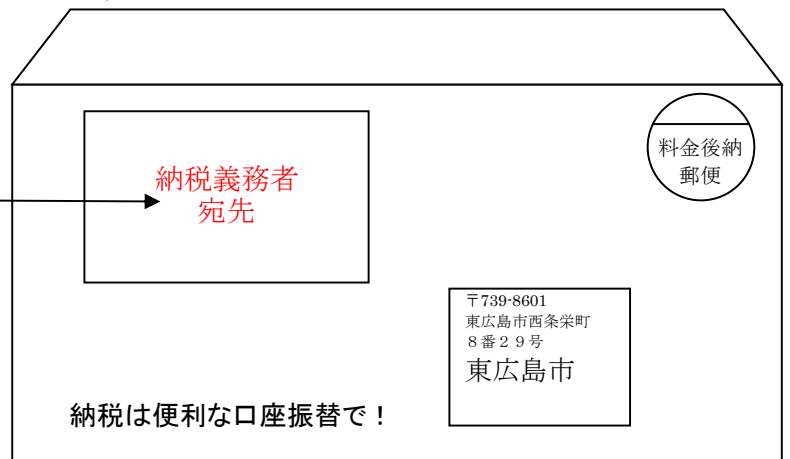 料金後納
郵便
納税義務者
宛先
〒739-8601
東広島市西条栄町
８番２９号
東広島市
納税は便利な口座振替で！